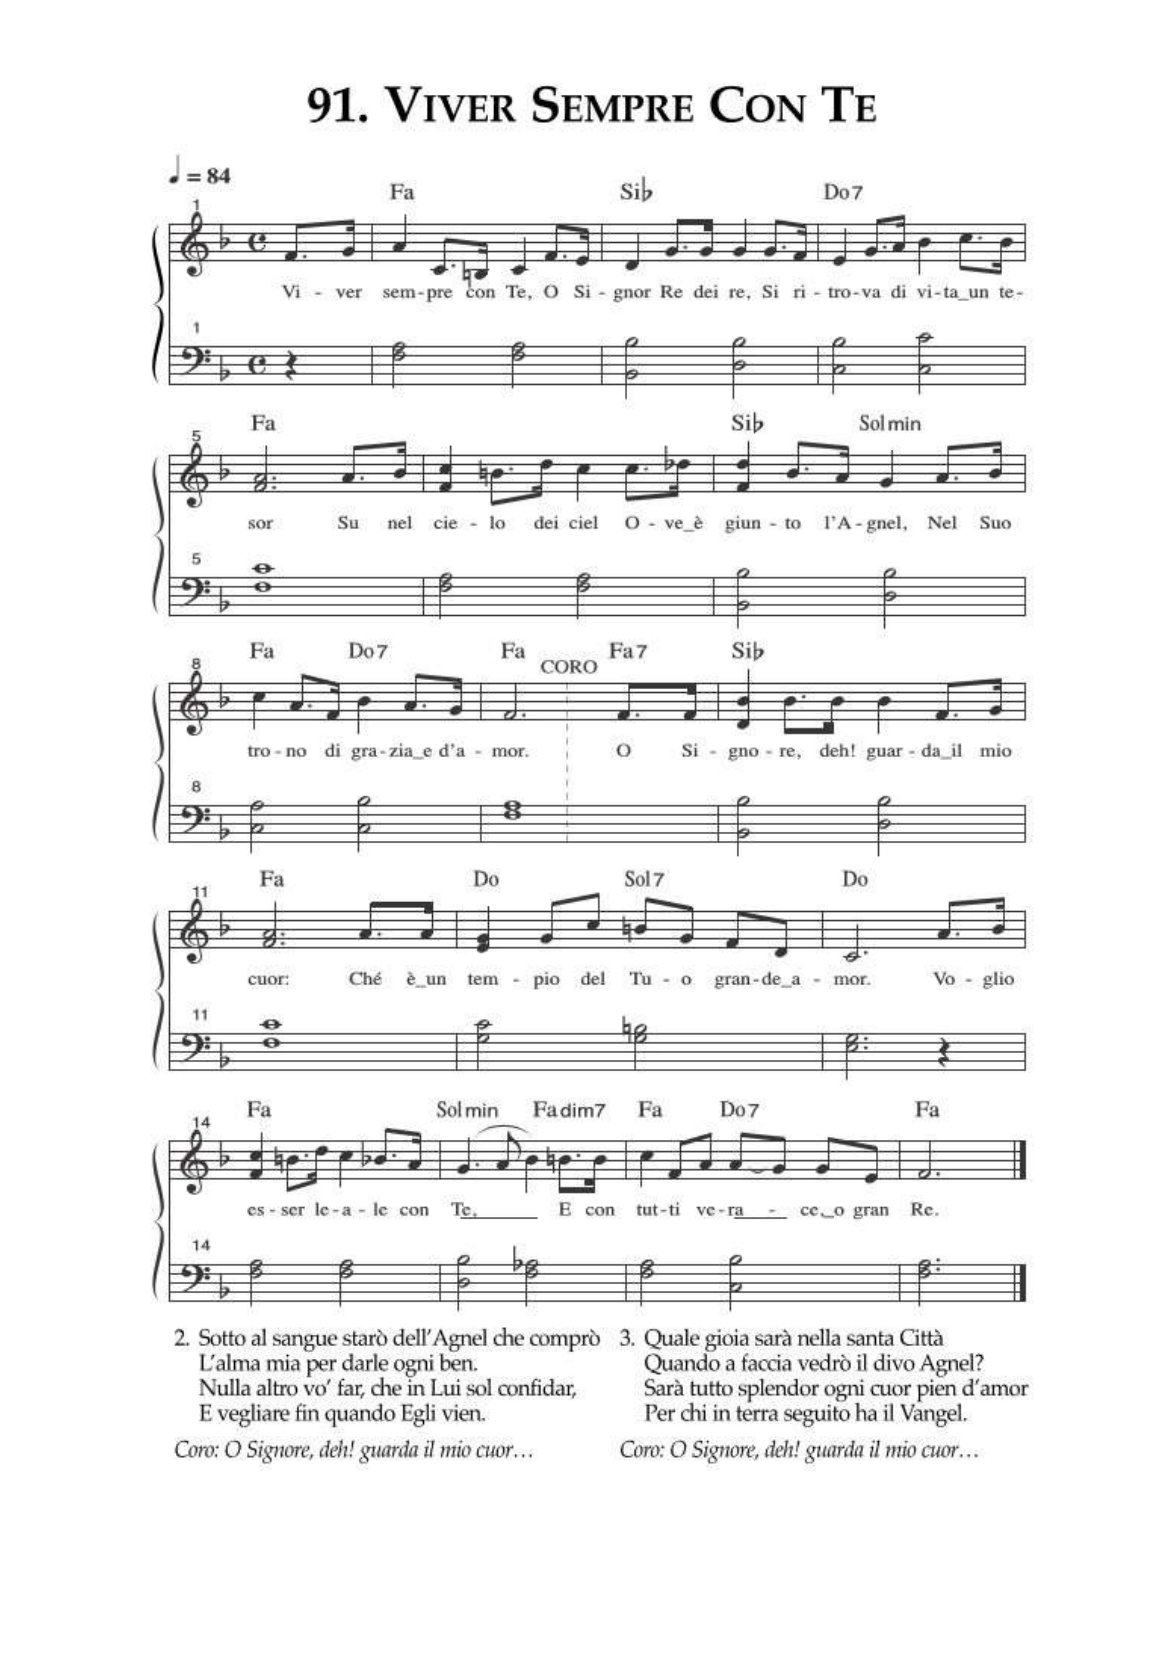 91. VIVER SEMPRE CON TE
♩ = 84
Fa Si♭ Do7
1
Vi - ver sem-pre con Te, O Si - gnor Re dei re, Si ri - tro-va di vi-ta_un te-
1
Fa Si♭ Sol min
5
sor Su nel cie - lo dei ciel O - ve_è giun - to l'A - gnel, Nel Suo
5
Fa Do7 Fa Fa7 Si♭
CORO
8
tro - no di gra-zia_e d'a - mor. O Si - gno - re, deh! guar - da_il mio
8
Fa Do Sol7 Do
11
cuor: Ché è_un tem - pio del Tu - o gran-de_a - mor. Vo - glio
11
Fa Sol min Fa dim7 Fa Do7 Fa
14
es - ser le - a - le con Te, E con tut-ti ve-ra - ce,_o gran Re.
14
2. Sotto al sangue starò dell'Agnel che comprò
L'alma mia per darle ogni ben.
Nulla altro vo' far, che in Lui sol confidar,
E vegliare fin quando Egli vien.
Coro: O Signore, deh! guarda il mio cuor…
3. Quale gioia sarà nella santa Città
Quando a faccia vedrò il divo Agnel?
Sarà tutto splendor ogni cuor pien d'amor
Per chi in terra seguito ha il Vangel.
Coro: O Signore, deh! guarda il mio cuor…